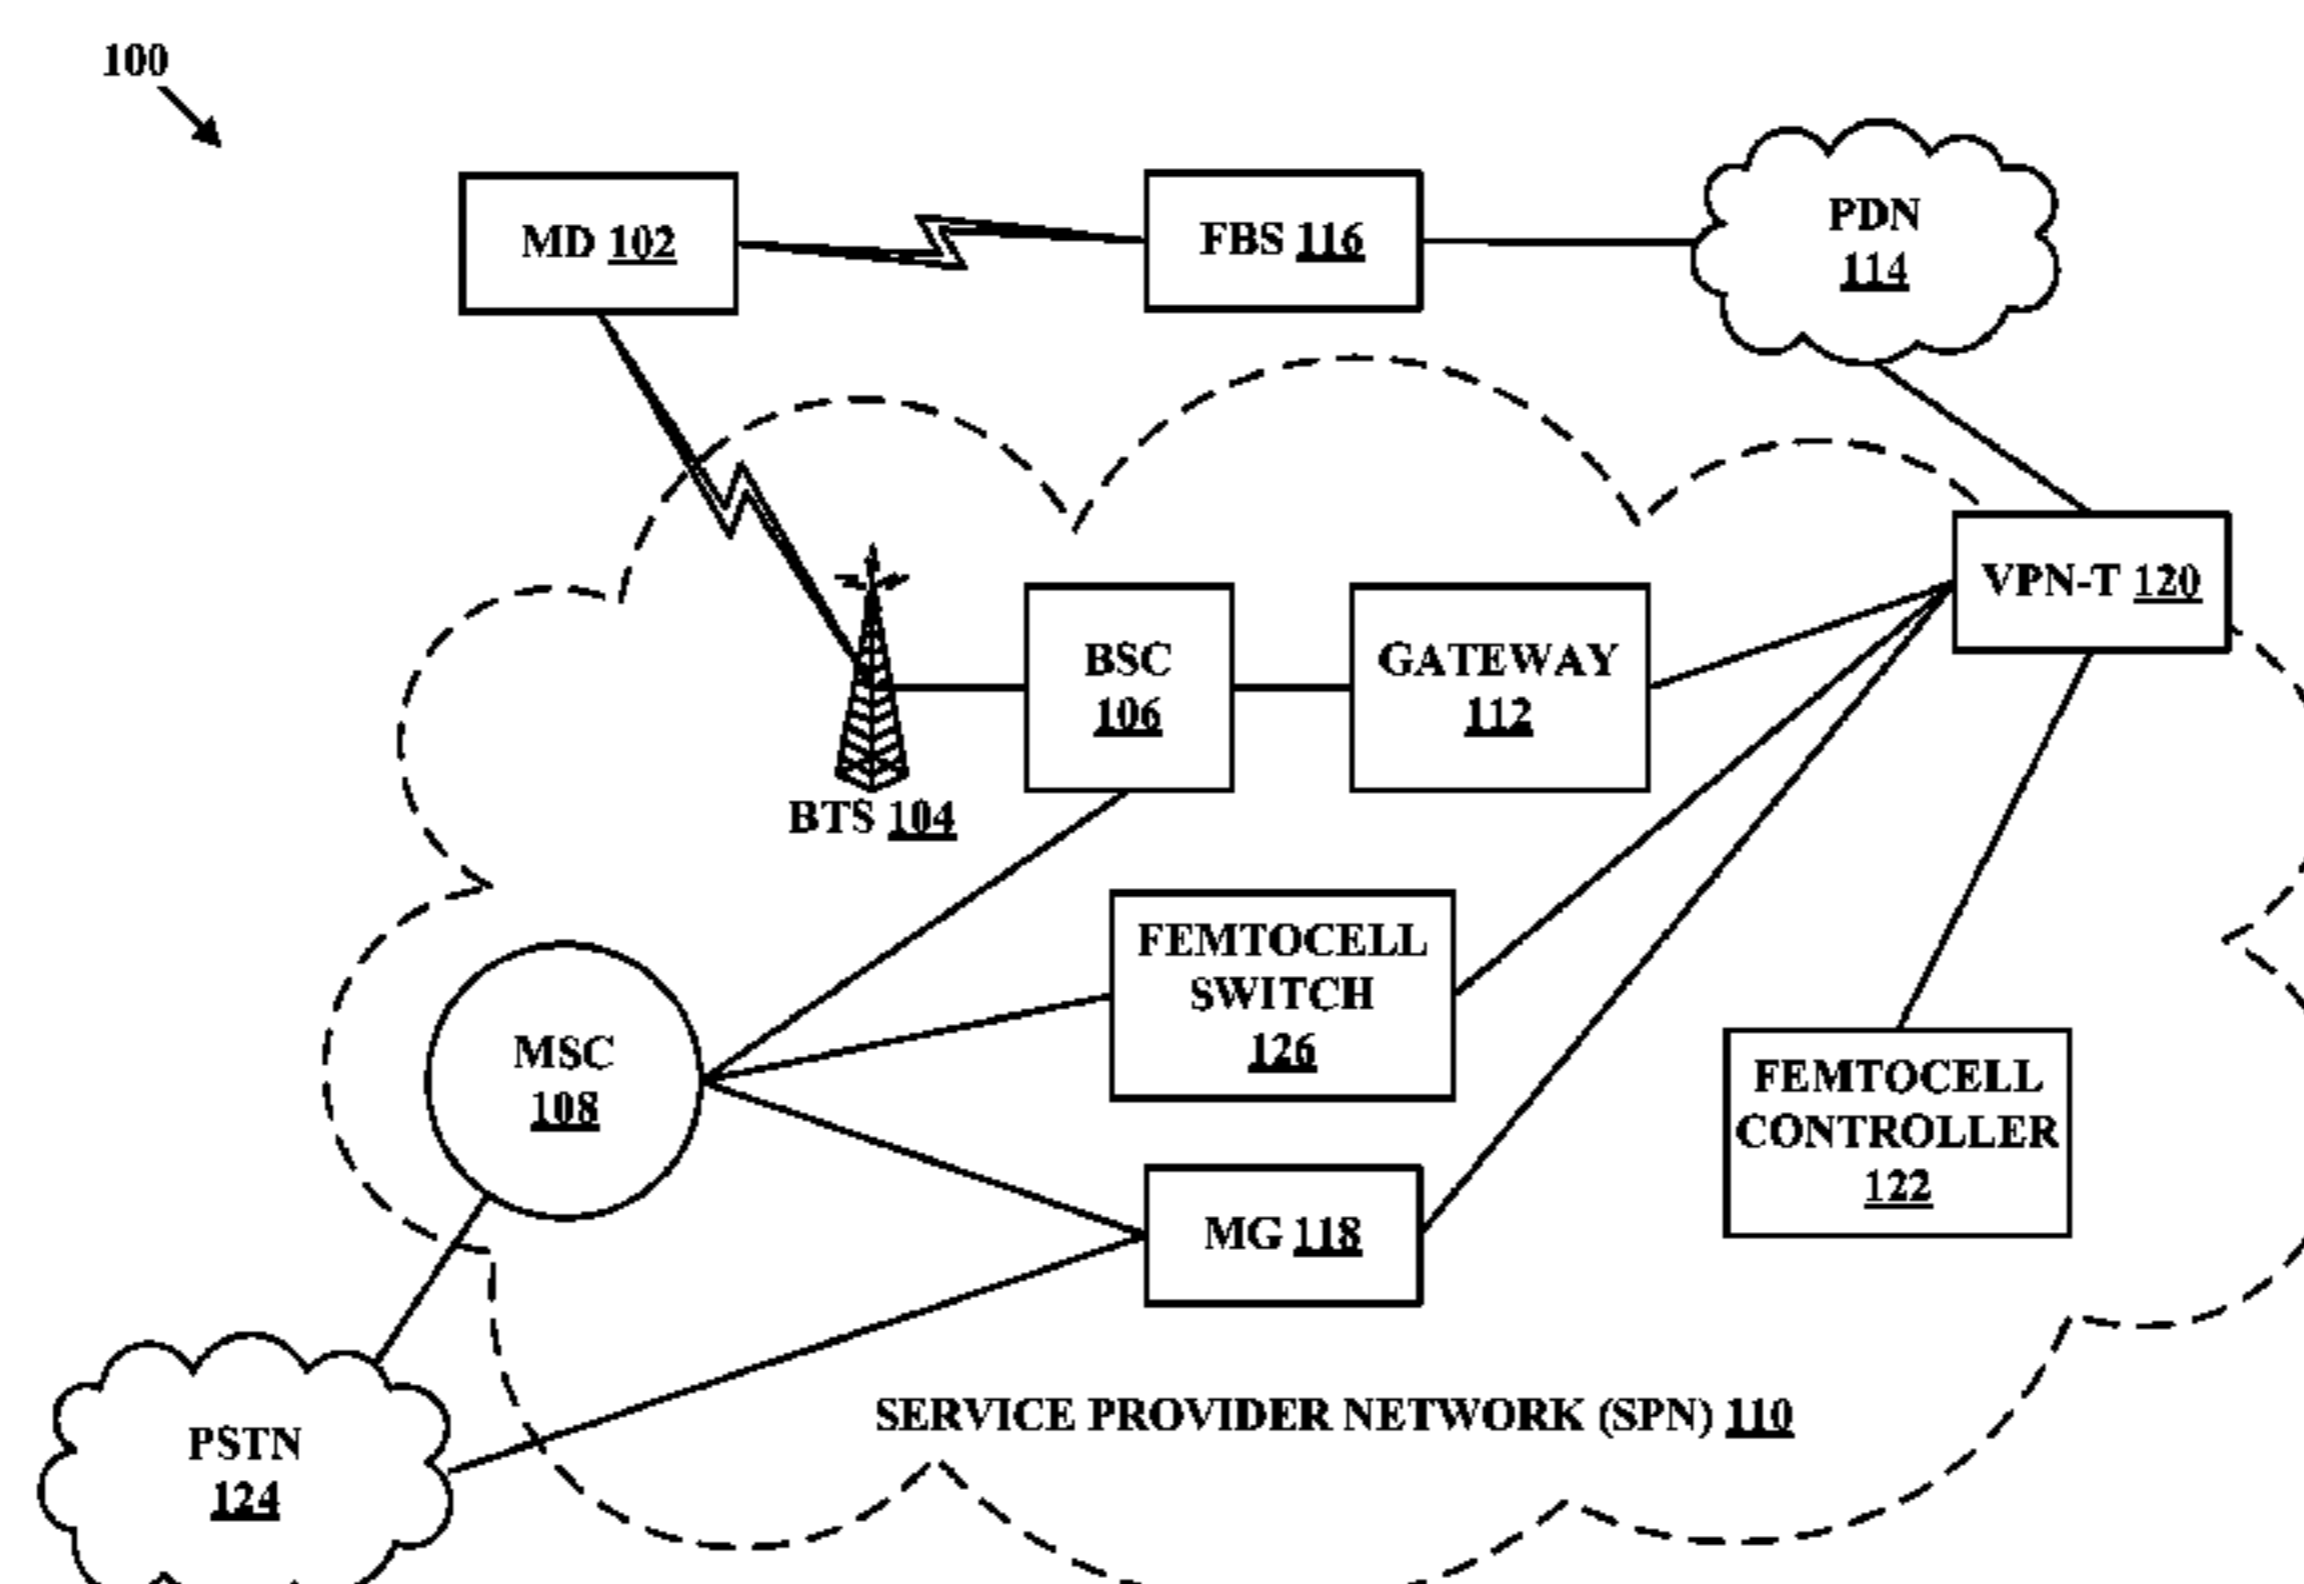 100
MD 102
FBS 116
PDN
114
VPN-T 120
BSC
106
GATEWAY
112
BTS 104
FEMTOCELL
SWITCH
126
MSC
108
FEMTOCELL
CONTROLLER
122
MG 118
SERVICE PROVIDER NETWORK (SPN) 110
PSTN
124